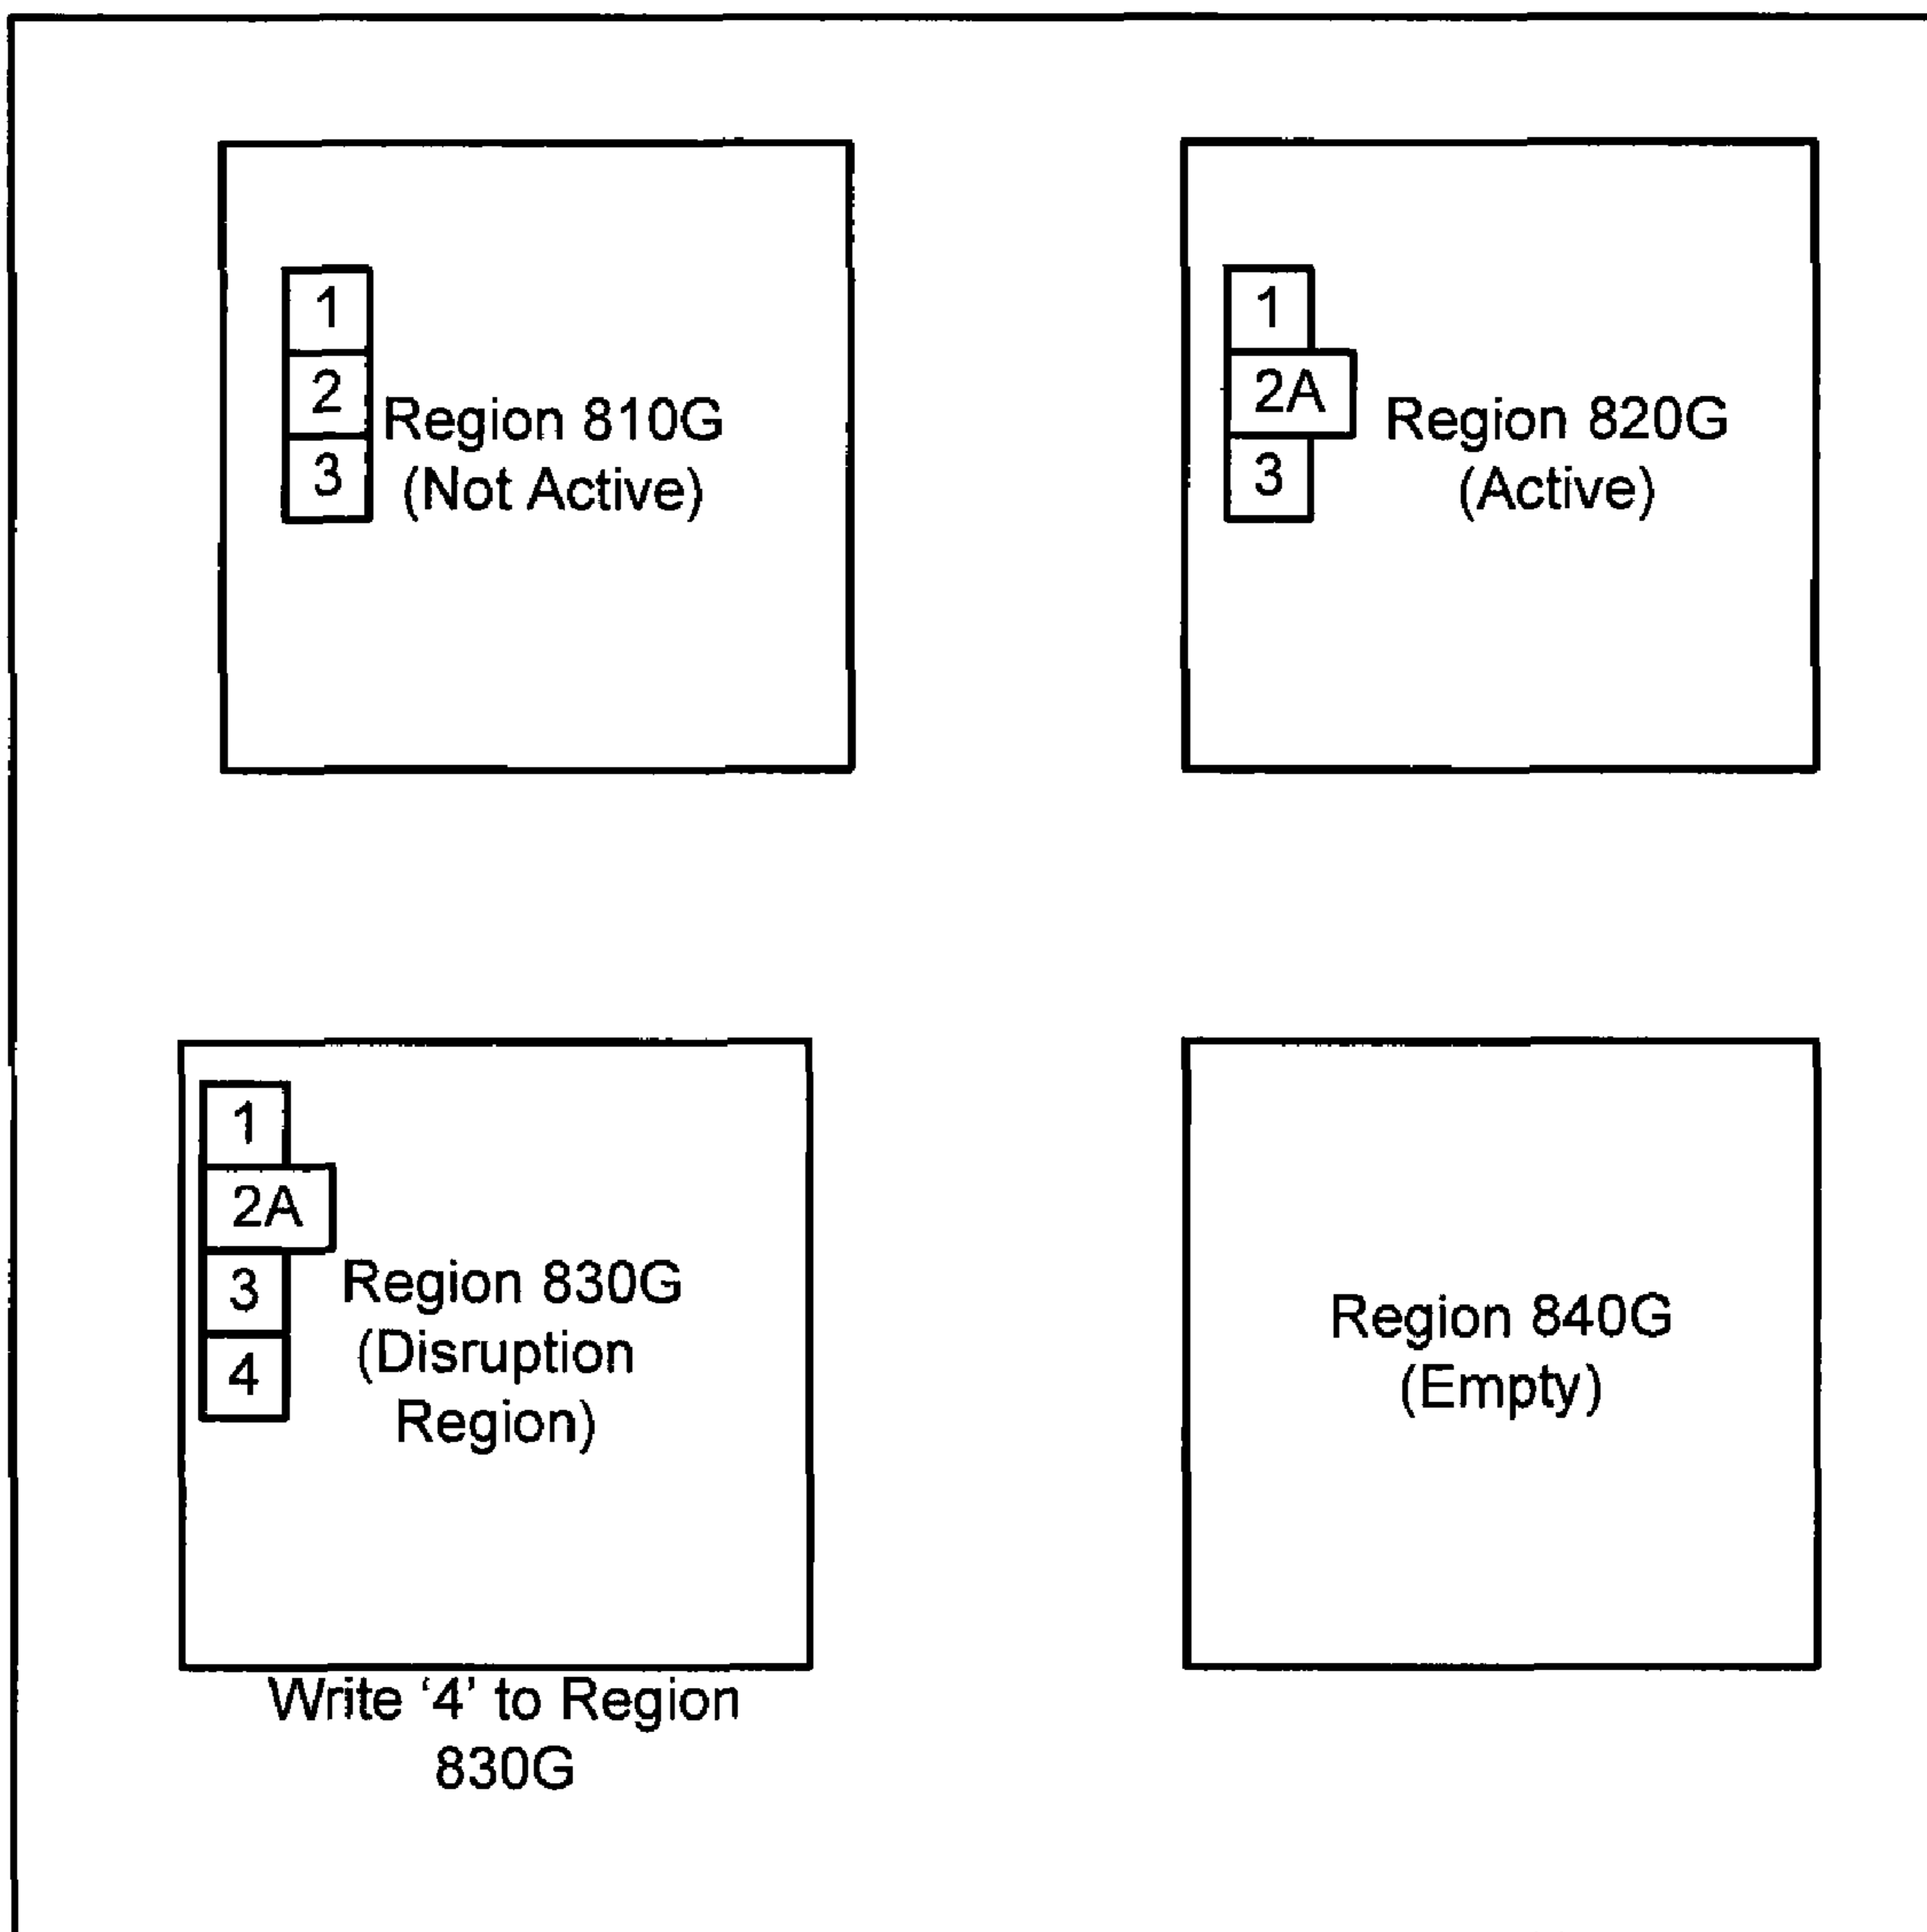 1
2
3
Region 810G
(Not Active)
1
2A
3
Region 820G
(Active)
1
2A
3
4
Region 830G
(Disruption
Region)
Write ‘4’ to Region
830G
Region 840G
(Empty)